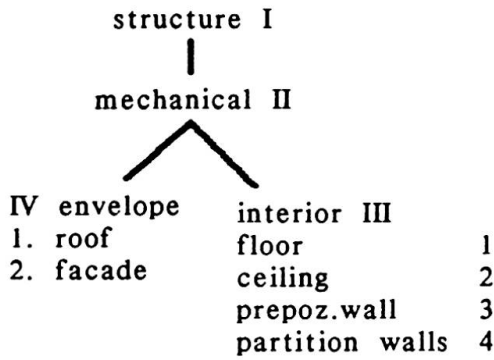 structure I
mechanical II
IV envelope
1. roof
2. facade
interior III
floor 1
ceiling 2
prepoz.wall 3
partition walls 4